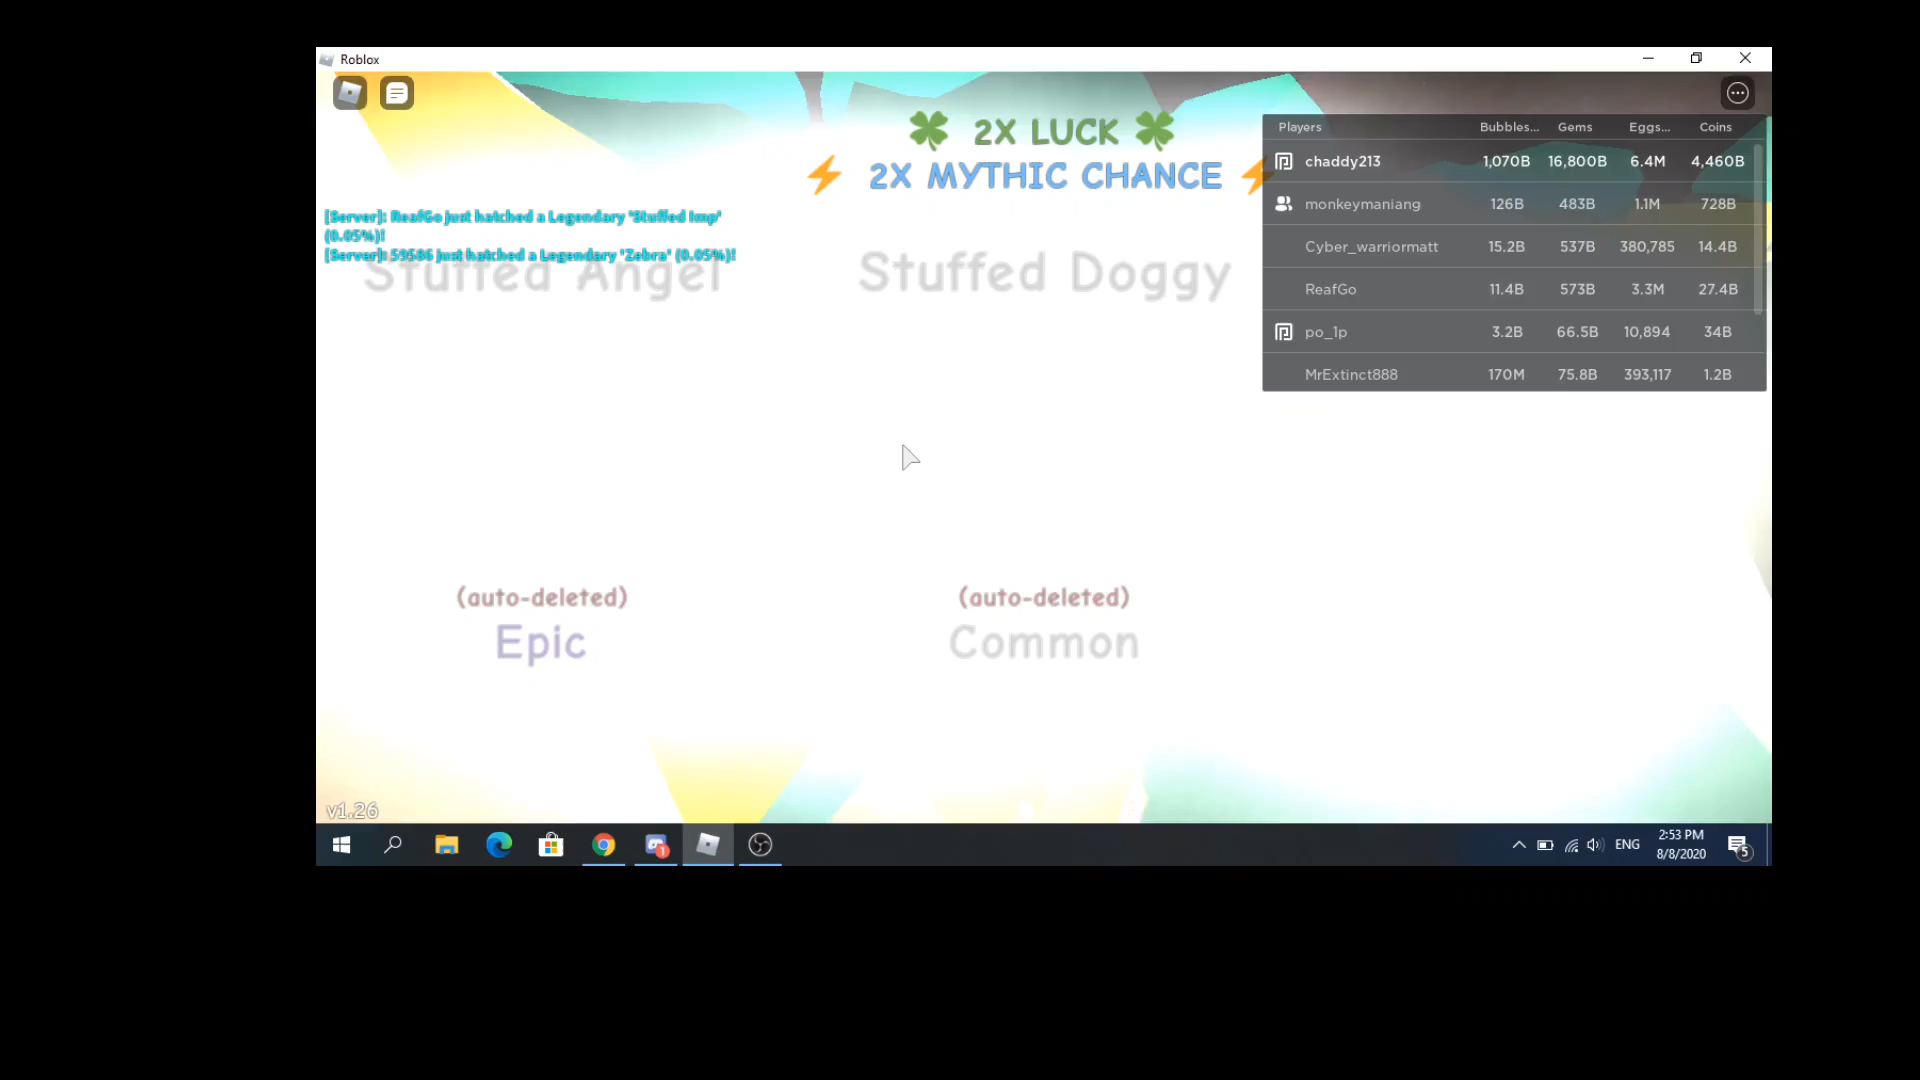 Roblox
2X LUCK
2X MYTHIC CHANCE
[Server]: ReafGo just hatched a Legendary 'Stuffed Imp'
(0.05%)!
[Server]: 59586 just hatched a Legendary 'Zebra' (0.05%)!
Stuffed Angel
Stuffed Doggy
Players Bubbles... Gems Eggs... Coins
chaddy213 1,070B 16,800B 6.4M 4,460B
monkeymaniang 126B 483B 1.1M 728B
Cyber_warriormatt 15.2B 537B 380,785 14.4B
ReafGo 11.4B 573B 3.3M 27.4B
po_1p 3.2B 66.5B 10,894 34B
MrExtinct888 170M 75.8B 393,117 1.2B
(auto-deleted)
Epic
(auto-deleted)
Common
v1.26
1
ENG
2:53 PM
8/8/2020
5